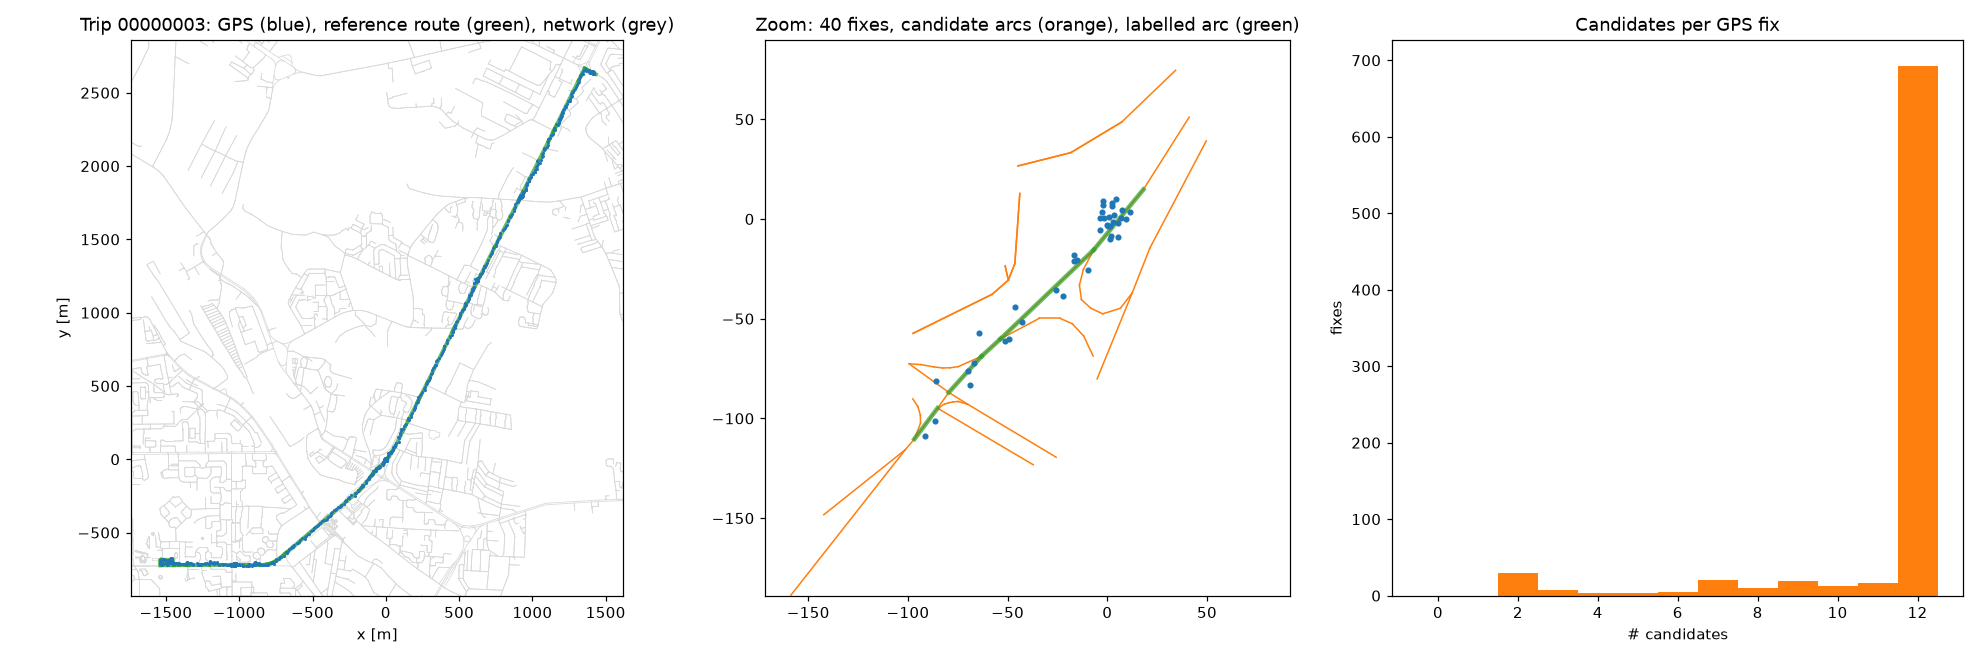 Trip 00000003: GPS (blue), reference route (green), network (grey)
2500
2000
1500
1000
500
0
−500
y [m]
−1500 −1000 −500 0 500 1000 1500
x [m]
Zoom: 40 fixes, candidate arcs (orange), labelled arc (green)
50
0
−50
−100
−150
−150 −100 −50 0 50
Candidates per GPS fix
700
600
500
400
300
200
100
0
fixes
0 2 4 6 8 10 12
# candidates